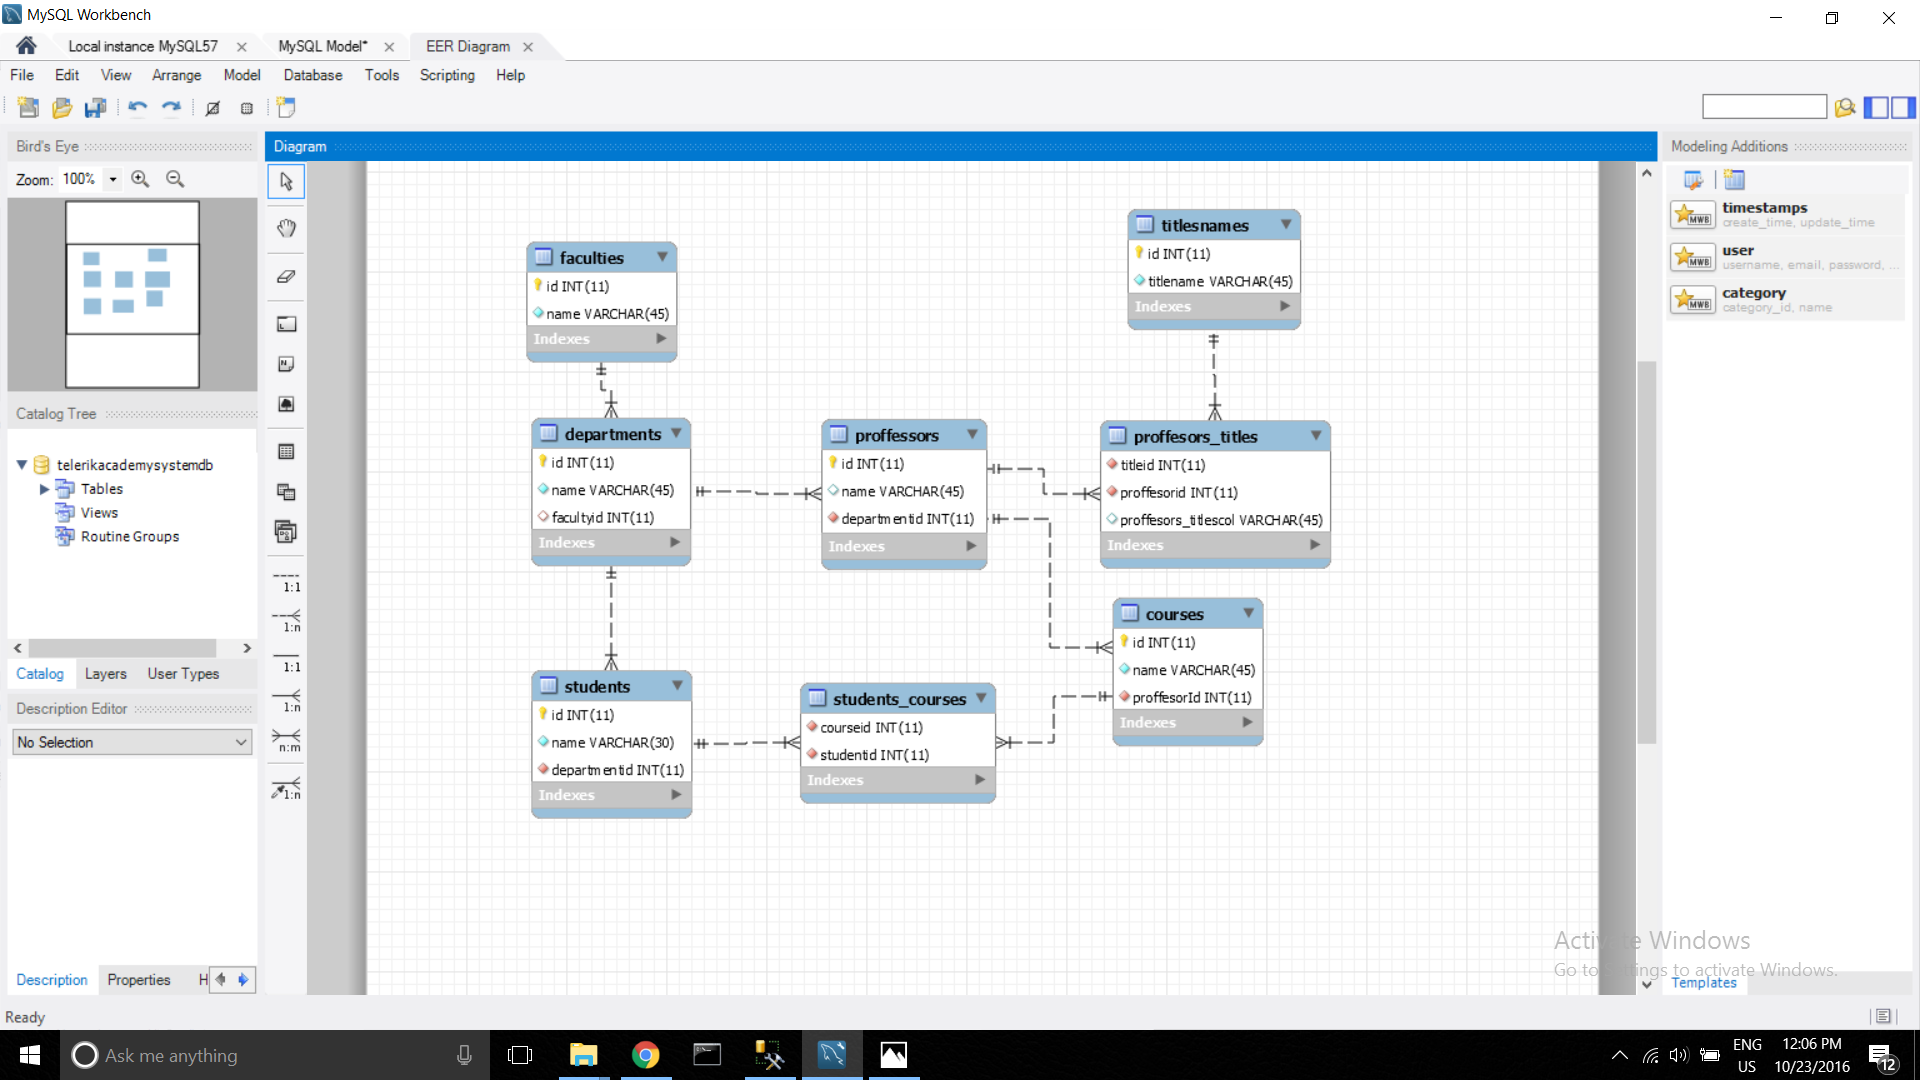 MySQL Workbench
Local instance MySQL57
MySQL Model*
EER Diagram
File Edit View Arrange Model Database Tools Scripting Help
Bird's Eye
Zoom: 100%
Catalog Tree
telerikacademysystemdb
Tables
Views
Routine Groups
Catalog Layers User Types
Description Editor
No Selection
Description Properties H
Ready
Diagram
1:1
1:n
1:1
1:n
n:m
1:n
faculties
id INT(11)
name VARCHAR(45)
Indexes
titlesnames
id INT(11)
titlename VARCHAR(45)
Indexes
departments
id INT(11)
name VARCHAR(45)
facultyid INT(11)
Indexes
proffessors
id INT(11)
name VARCHAR(45)
departmentid INT(11)
Indexes
proffesors_titles
titleid INT(11)
proffesorid INT(11)
proffesors_titlescol VARCHAR(45)
Indexes
courses
id INT(11)
name VARCHAR(45)
proffesorId INT(11)
Indexes
students
id INT(11)
name VARCHAR(30)
departmentid INT(11)
Indexes
students_courses
courseid INT(11)
studentid INT(11)
Indexes
Modeling Additions
MWB
timestamps
create_time, update_time
MWB
user
username, email, password, ...
MWB
category
category_id, name
Activate Windows
Go to Settings to activate Windows.
Templates
Ask me anything
ENG
US
12:06 PM
10/23/2016
12